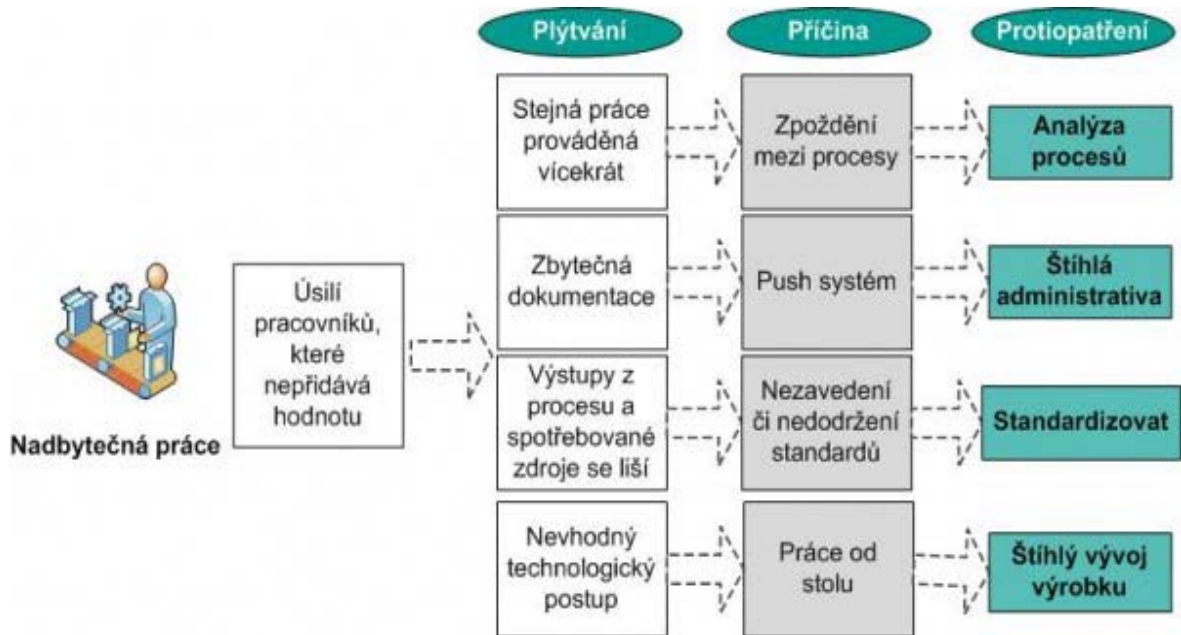 Plýtvání
Příčina
Protiopatření
Stejná práce
prováděná
vícekrát
Zpoždění
mezi procesy
Analýza
procesů
Zbytečná
dokumentace
Push systém
Štíhlá
administrativa
Úsilí
pracovníků,
které
nepřidává
hodnotu
Nadbytečná práce
Výstupy z
procesu a
spotřebované
zdroje se liší
Nezavedení
či nedodržení
standardů
Standardizovat
Nevhodný
technologický
postup
Práce od
stolu
Štíhlý vývoj
výrobku